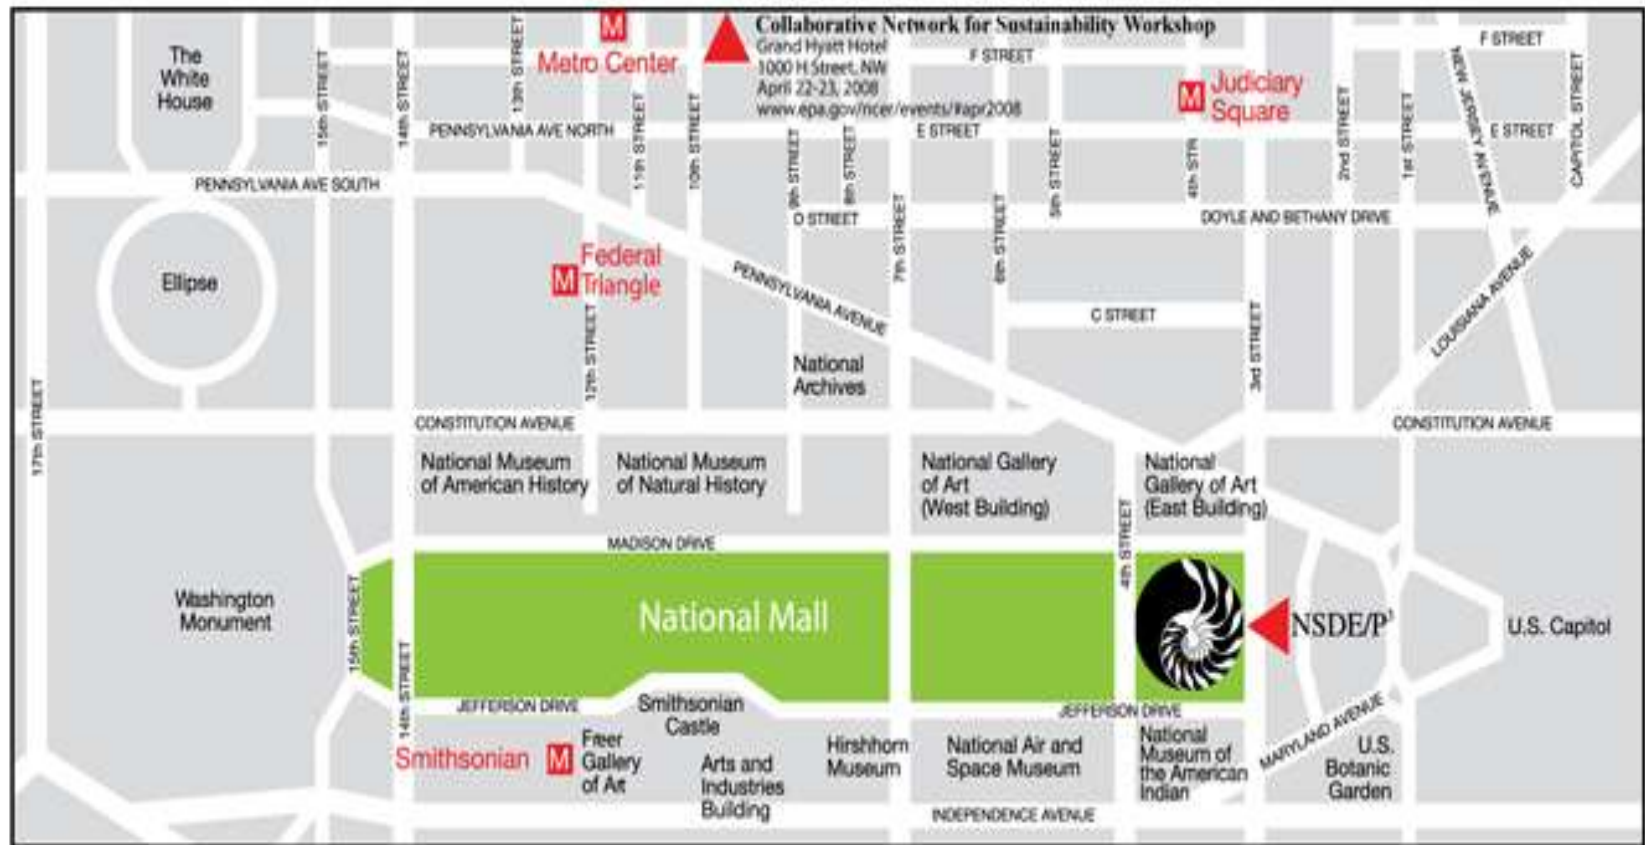 Collaborative Network for Sustainability Workshop
Grand Hyatt Hotel
1000 H Street, NW
April 22-23, 2008
www.epa.gov/ncer/events/#apr2008
The
White
House
M
Metro Center
M
Judiciary
Square
F STREET
F STREET
15th STREET
14th STREET
13th STREET
11th STREET
10th STREET
9th STREET
8th STREET
7th STREET
6th STREET
5th STREET
4th STR
2nd STREET
1st STREET
NEW JERSEY AVENUE
CAPITOL STREET
PENNSYLVANIA AVE NORTH
E STREET
E STREET
PENNSYLVANIA AVE SOUTH
D STREET
DOYLE AND BETHANY DRIVE
Ellipse
M
Federal
Triangle
PENNSYLVANIA AVENUE
C STREET
LOUISIANA AVENUE
12th STREET
3rd STREET
17th STREET
National
Archives
CONSTITUTION AVENUE
CONSTITUTION AVENUE
National Museum
of American History
National Museum
of Natural History
National Gallery
of Art
(West Building)
National
Gallery of Art
(East Building)
4th STREET
MADISON DRIVE
Washington
Monument
15th STREET
14th STREET
National Mall
NSDE/P³
U.S. Capitol
JEFFERSON DRIVE
Smithsonian
Castle
JEFFERSON DRIVE
MARYLAND AVENUE
Smithsonian
M
Freer
Gallery
of Art
Arts and
Industries
Building
Hirshhorn
Museum
National Air and
Space Museum
National
Museum of
the American
Indian
U.S.
Botanic
Garden
INDEPENDENCE AVENUE